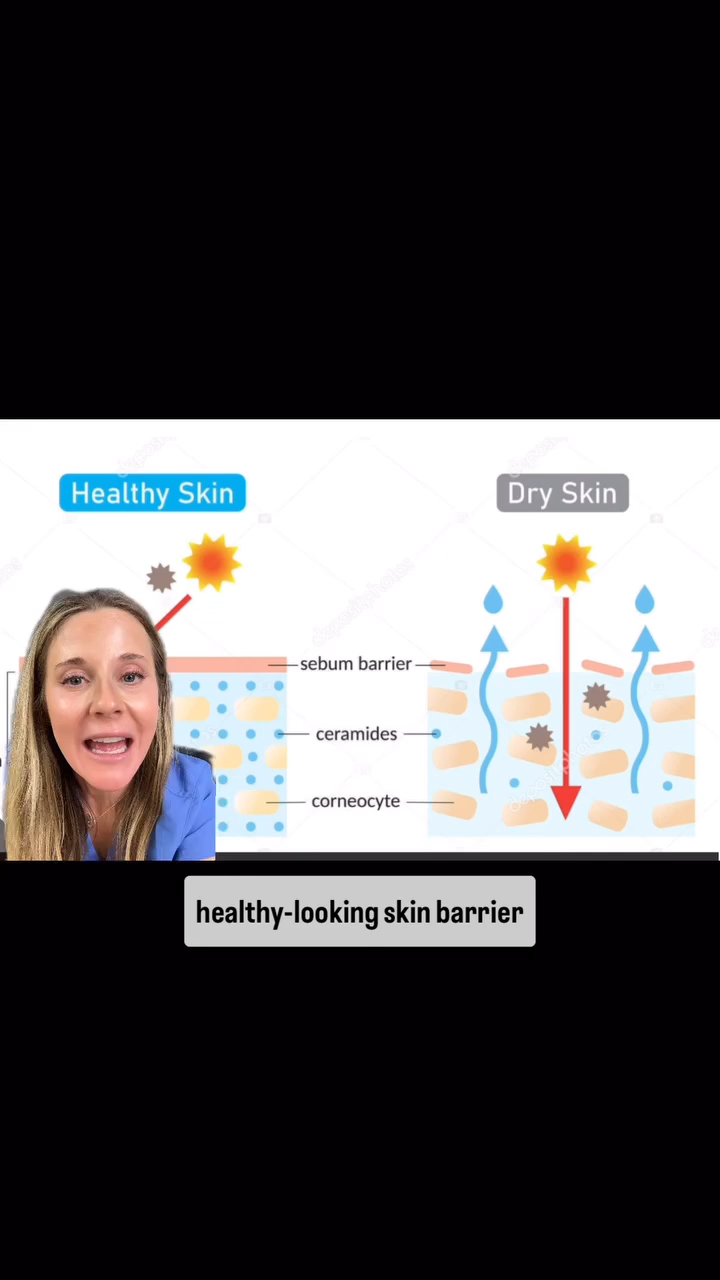 Healthy Skin
Dry Skin
sebum barrier
ceramides
corneocyte
healthy-looking skin barrier